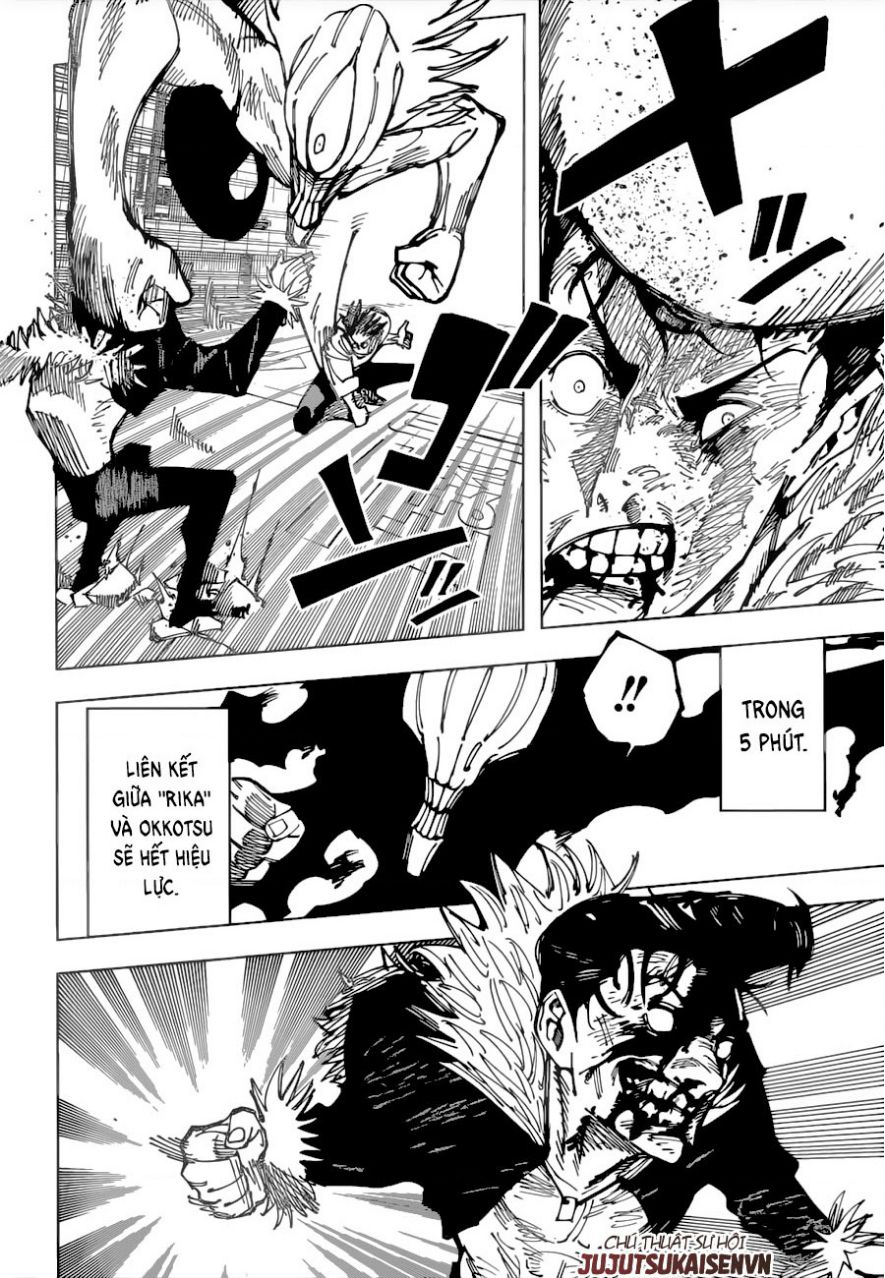 !!
TRONG
5 PHÚT.
LIÊN KẾT
GIỮA "RIKA"
VÀ OKKOTSU
SẼ HẾT HIỆU
LỰC.
CHÚ THUẬT SƯ HỘI
JUJUTSUKAISENVN